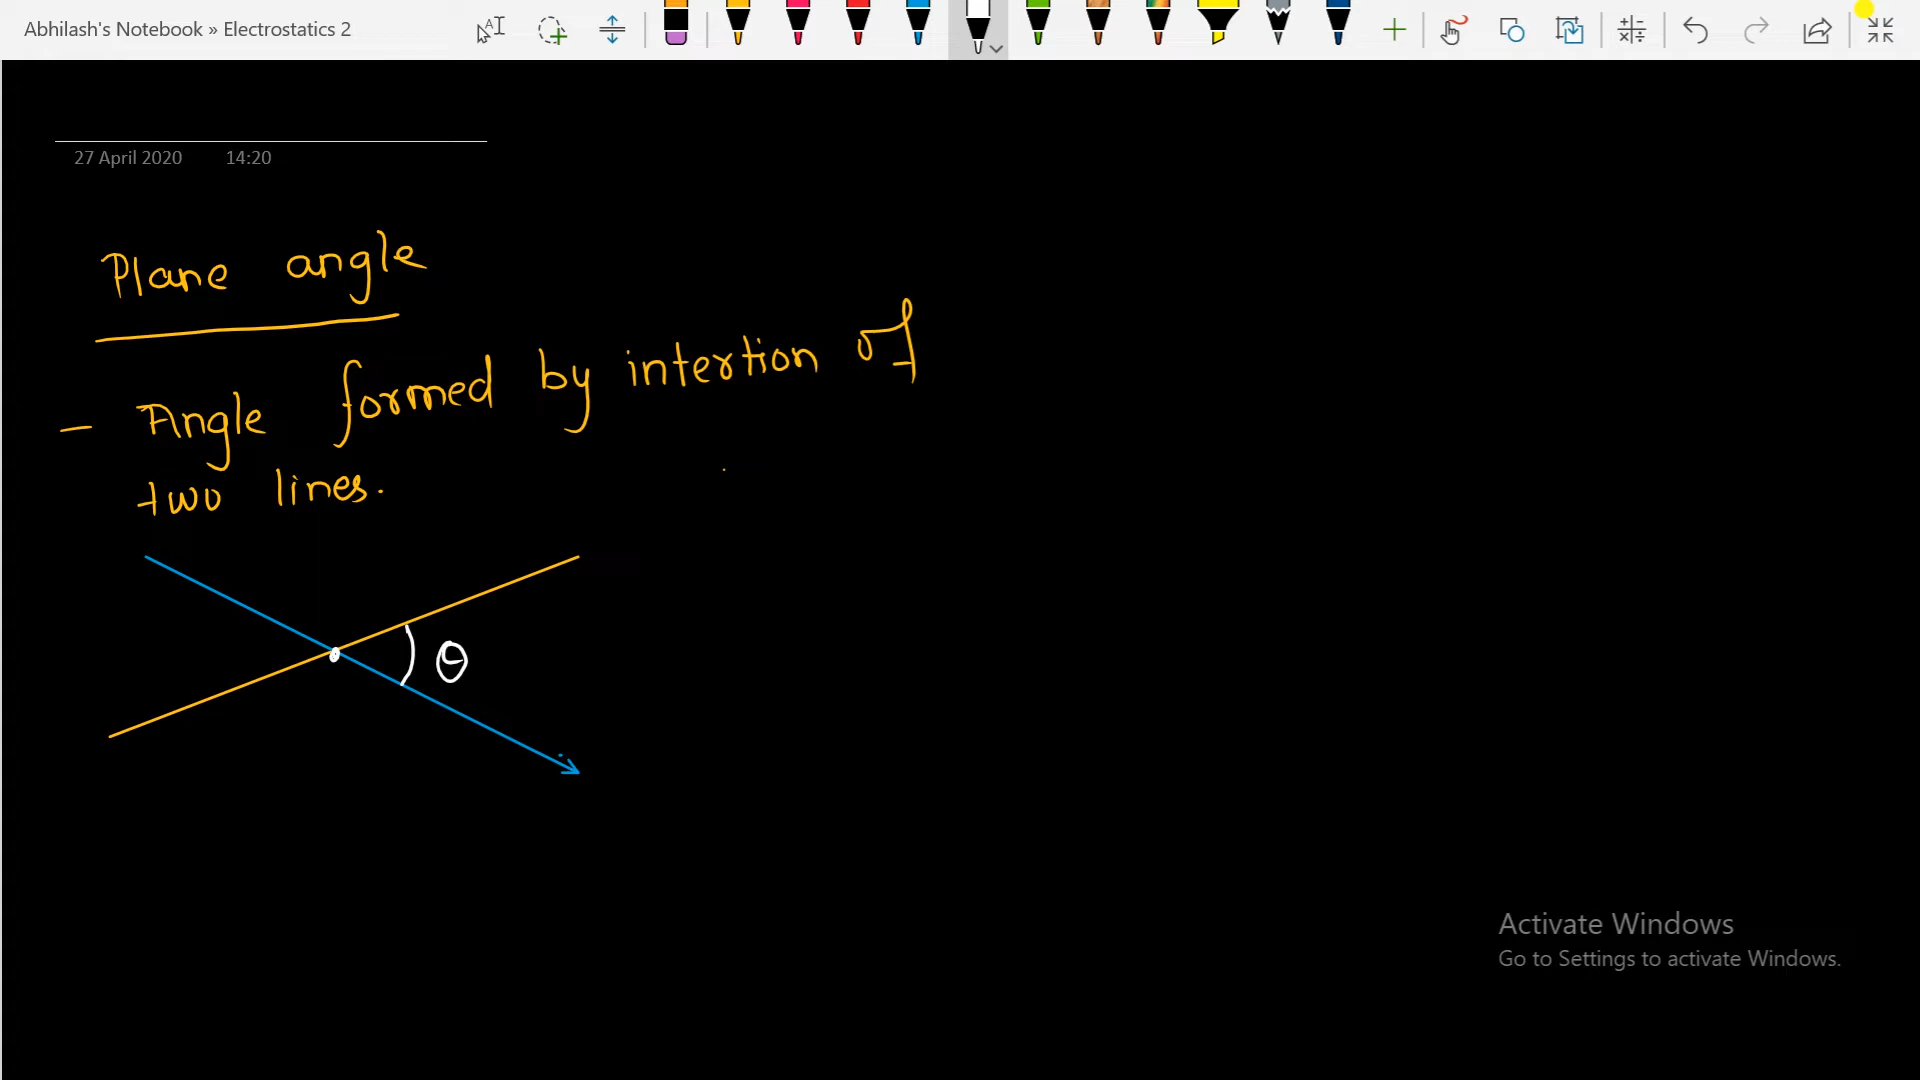 Abhilash's Notebook » Electrostatics 2
27 April 2020 14:20
Plane angle
- Angle formed by intertion of
two lines.
θ
Activate Windows
Go to Settings to activate Windows.